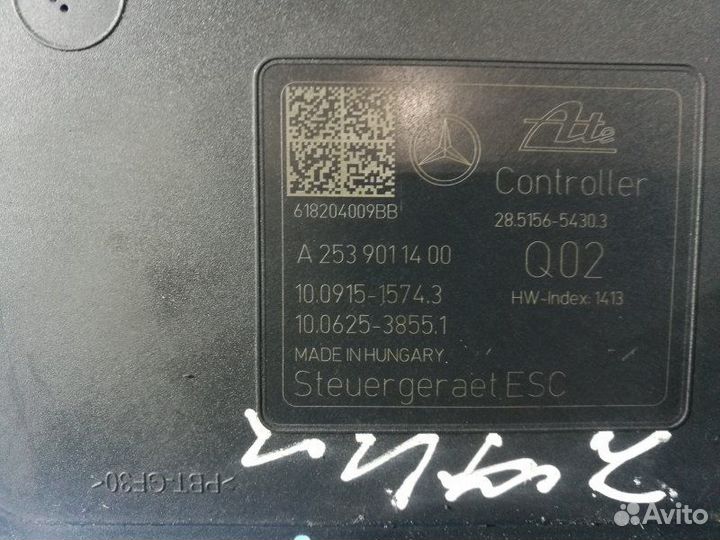 Ate
Controller
618204009BB
28.5156-5430.3
A 253 901 14 00
Q02
10.0915-1574.3
HW-Index: 1413
10.0625-3855.1
MADE IN HUNGARY
Steuergeraet ESC
>PBT-GF30<
Avito